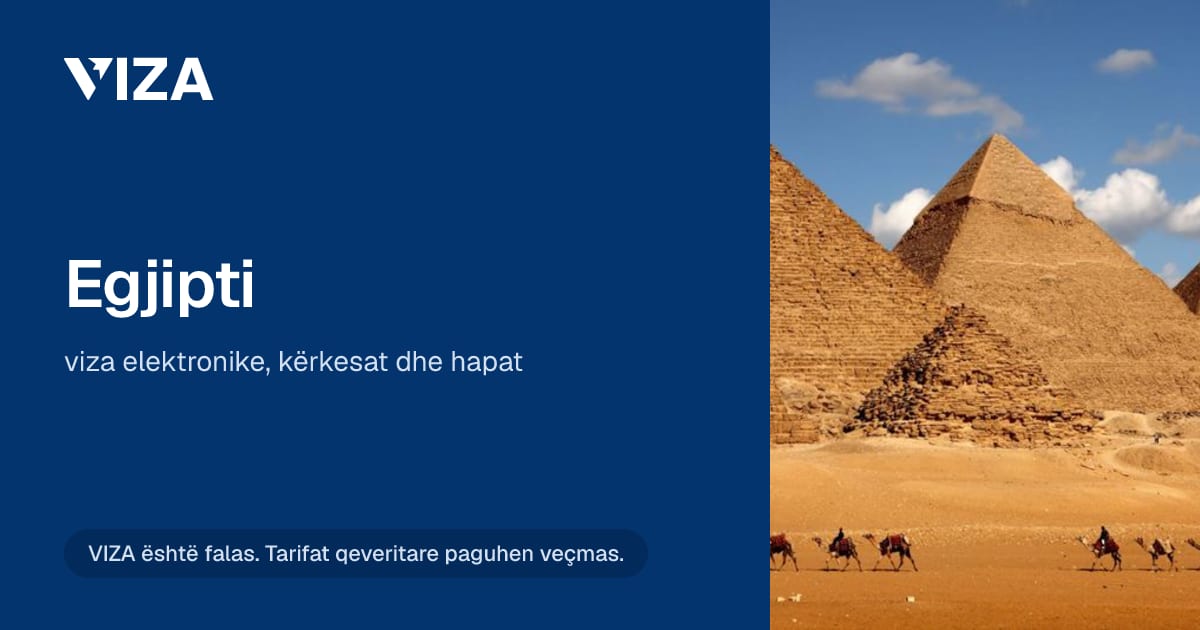 VIZA
Egjipti
viza elektronike, kërkesat dhe hapat
VIZA është falas. Tarifat qeveritare paguhen veçmas.